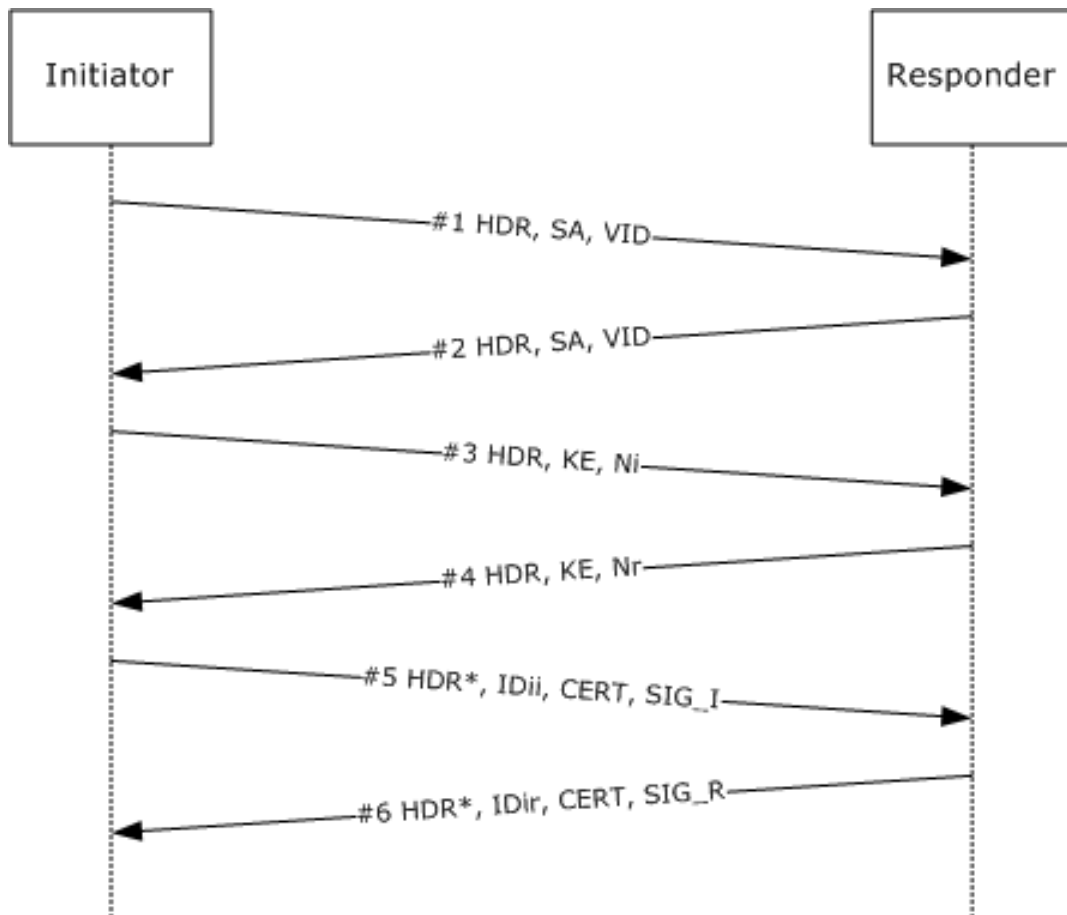 Initiator
Responder
#1 HDR, SA, VID
#2 HDR, SA, VID
#3 HDR, KE, Ni
#4 HDR, KE, Nr
#5 HDR*, IDii, CERT, SIG_I
#6 HDR*, IDir, CERT, SIG_R